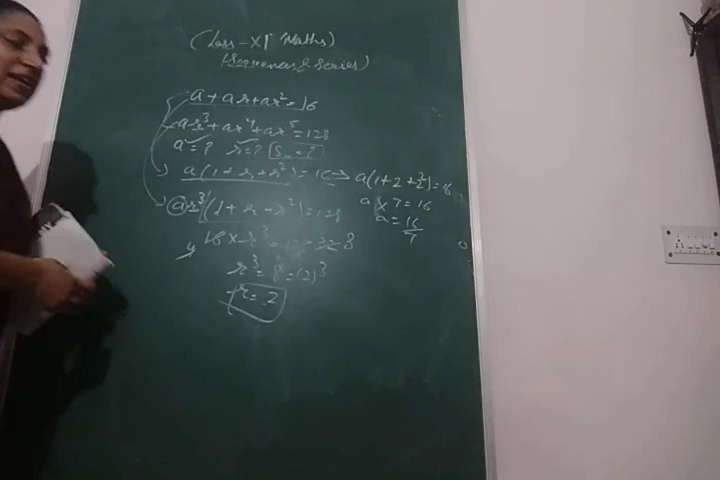 (Class - XI Maths)
(Sequences & Series)
a + ar + ar² = 16
ar³ + ar⁴ + ar⁵ = 128
a = ? r = ? Sₙ = ?
a(1 + r + r²) = 16 → a(1 + 2 + 2²) = 16
ar³(1 + r + r²) = 128
a × 7 = 16
a = 16/7
16 × r³ = 128
r³ = 8 = (2)³
r = 2